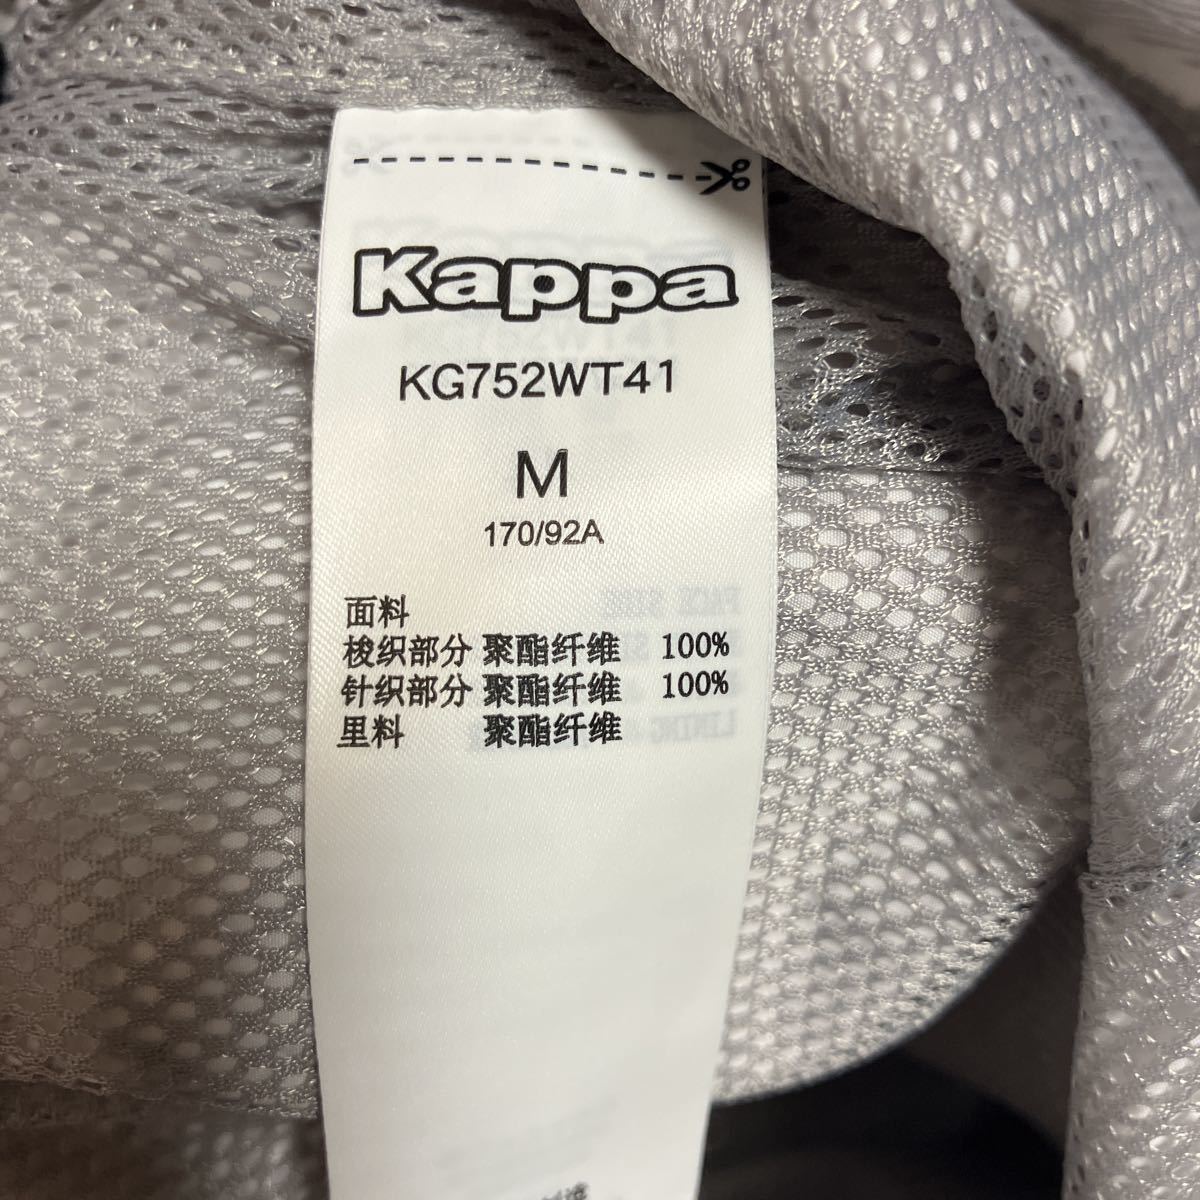 Kappa
KG752WT41
M
170/92A
面料
梭织部分 聚酯纤维 100%
针织部分 聚酯纤维 100%
里料 聚酯纤维